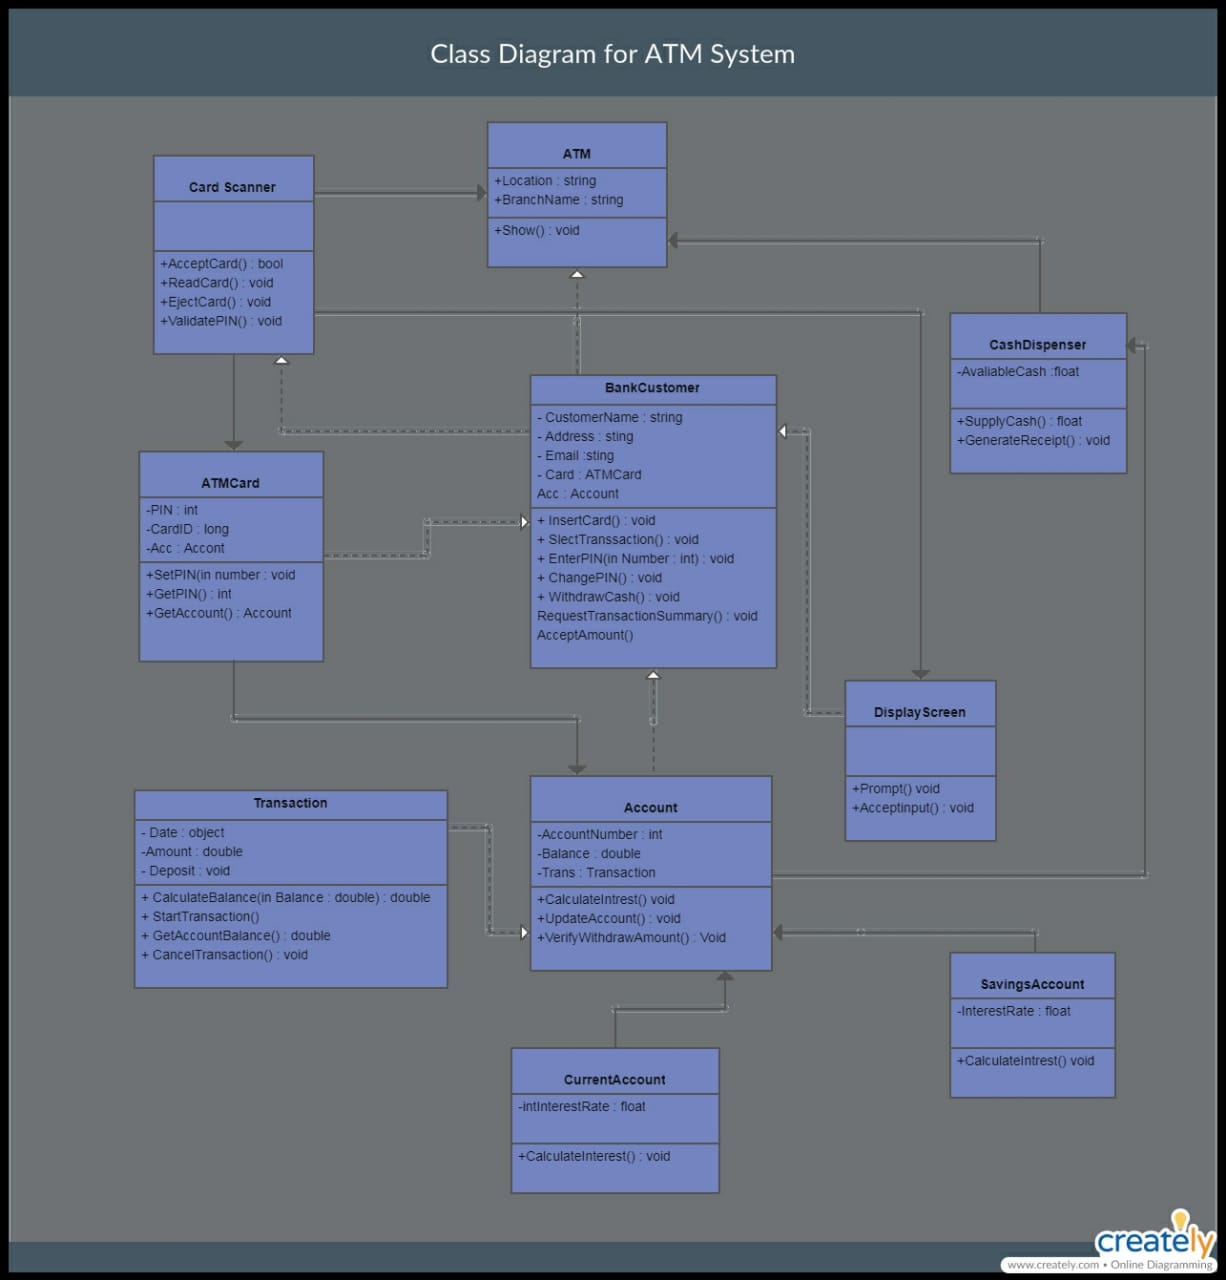 Class Diagram for ATM System
ATM
+Location : string
+BranchName : string
+Show() : void
Card Scanner
+AcceptCard() : bool
+ReadCard() : void
+EjectCard() : void
+ValidatePIN() : void
CashDispenser
-AvaliableCash :float
+SupplyCash() : float
+GenerateReceipt() : void
BankCustomer
- CustomerName : string
- Address : sting
- Email :sting
- Card : ATMCard
Acc : Account
+ InsertCard() : void
+ SlectTranssaction() : void
+ EnterPIN(in Number : int) : void
+ ChangePIN() : void
+ WithdrawCash() : void
RequestTransactionSummary() : void
AcceptAmount()
ATMCard
-PIN : int
-CardID : long
-Acc : Accont
+SetPIN(in number : void
+GetPIN() : int
+GetAccount() : Account
DisplayScreen
+Prompt() void
+Acceptinput() : void
Transaction
- Date : object
-Amount : double
- Deposit : void
+ CalculateBalance(in Balance : double) : double
+ StartTransaction()
+ GetAccountBalance() : double
+ CancelTransaction() : void
Account
-AccountNumber : int
-Balance : double
-Trans : Transaction
+CalculateIntrest() void
+UpdateAccount() : void
+VerifyWithdrawAmount() : Void
SavingsAccount
-InterestRate : float
+CalculateIntrest() void
CurrentAccount
-intInterestRate : float
+CalculateInterest() : void
creately
www.creately.com • Online Diagramming